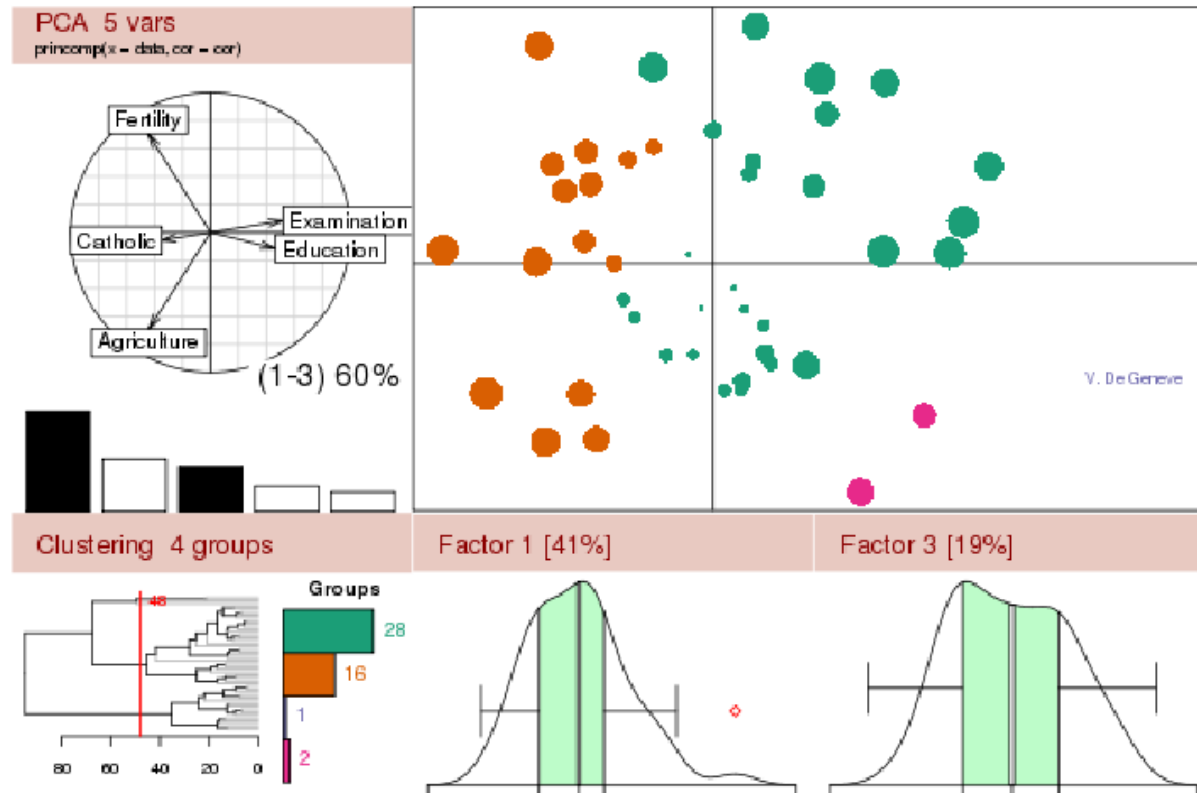 PCA 5 vars
princomp(x = data, cor = cor)
Fertility
Examination
Catholic
Education
Agriculture
(1-3) 60%
V. De Geneve
Clustering 4 groups
Factor 1 [41%]
Factor 3 [19%]
48
Groups
28
16
1
2
80 60 40 20 0